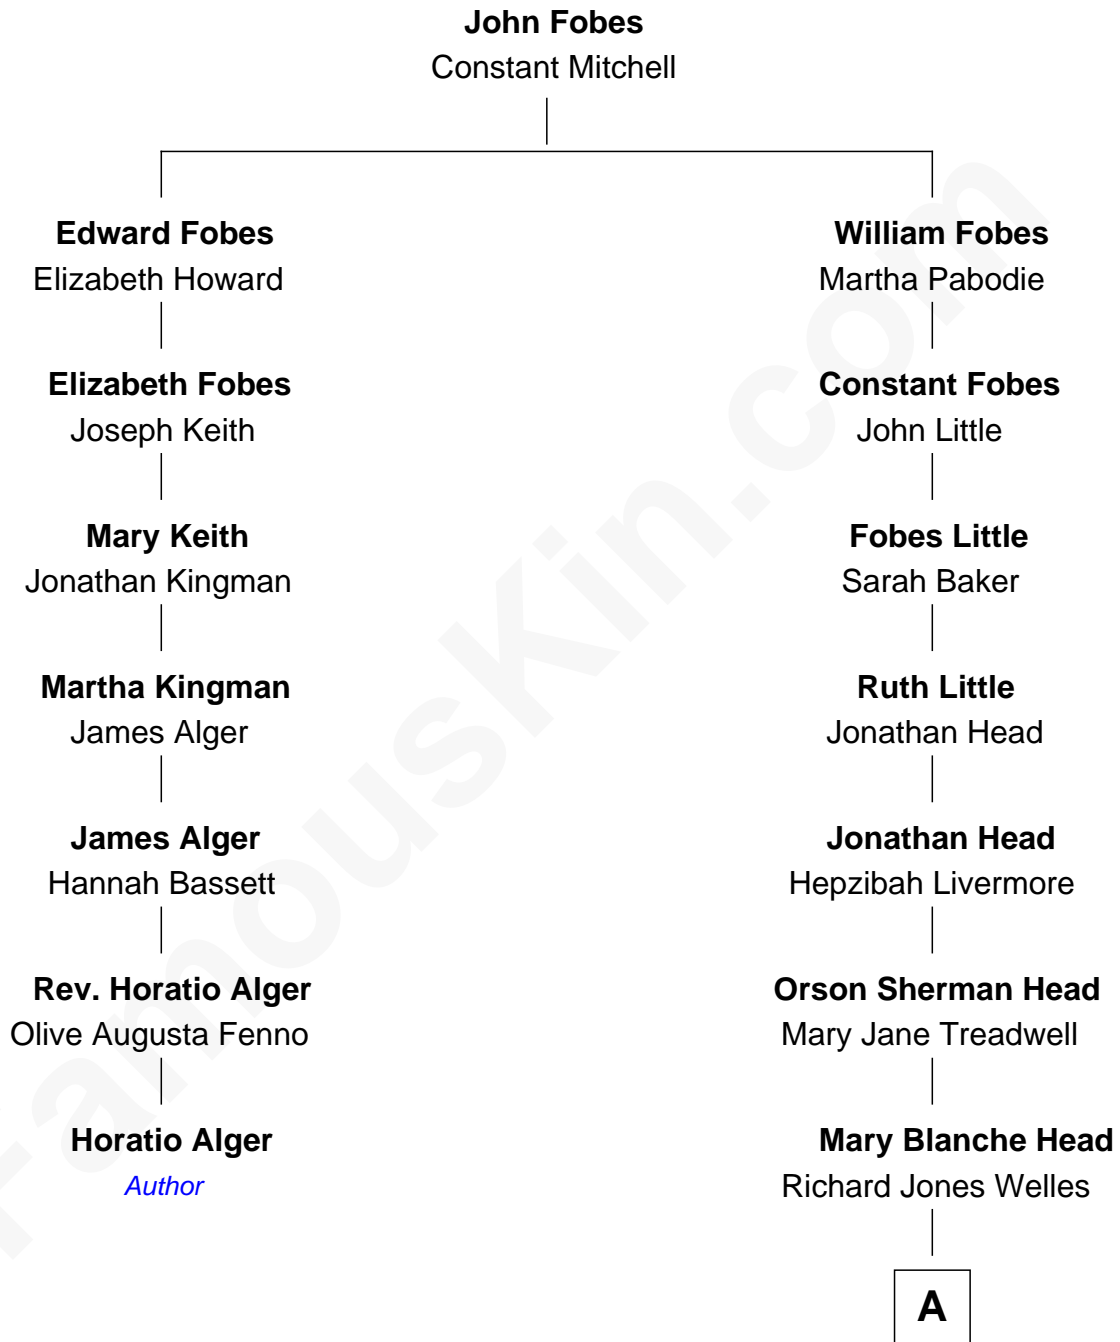 John Fobes
Constant Mitchell
Edward Fobes
Elizabeth Howard
William Fobes
Martha Pabodie
Elizabeth Fobes
Joseph Keith
Constant Fobes
John Little
Mary Keith
Jonathan Kingman
Fobes Little
Sarah Baker
Martha Kingman
James Alger
Ruth Little
Jonathan Head
James Alger
Hannah Bassett
Jonathan Head
Hepzibah Livermore
Rev. Horatio Alger
Olive Augusta Fenno
Orson Sherman Head
Mary Jane Treadwell
Horatio Alger
Author
Mary Blanche Head
Richard Jones Welles
A
FamousKin.com